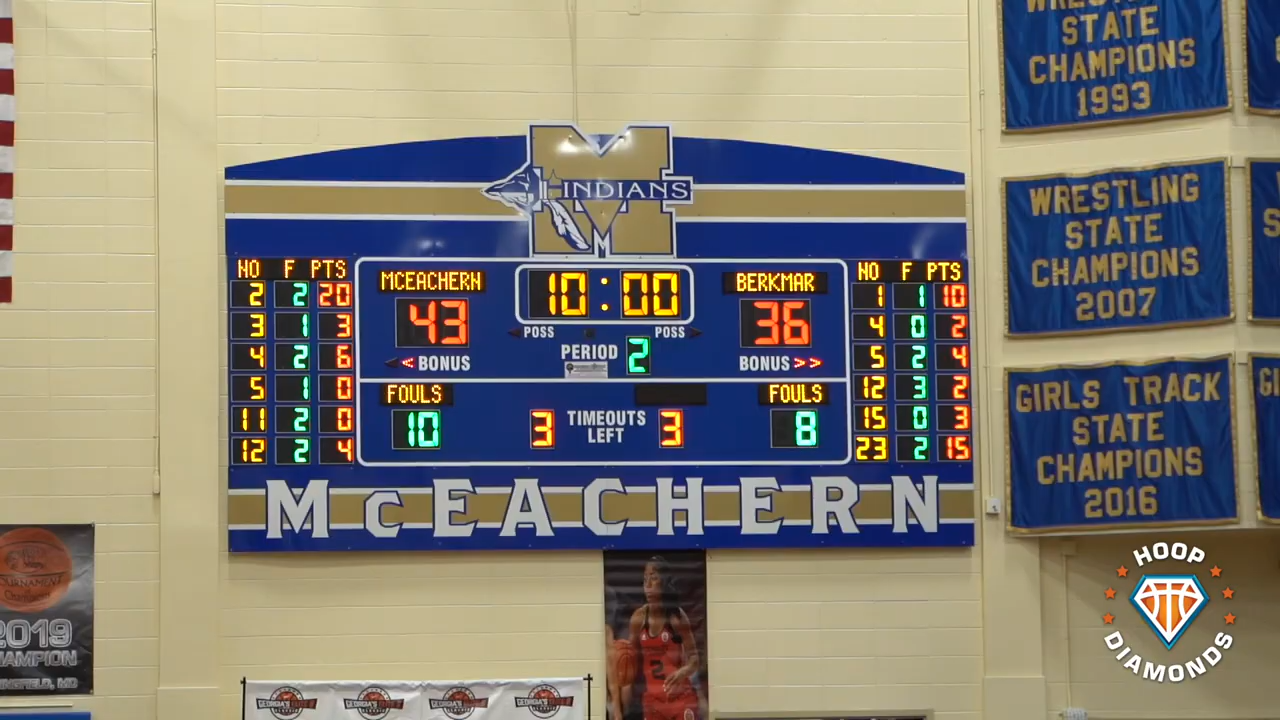 INDIANS
M
NO F PTS
2 2 20
3 1 3
4 2 6
5 1 0
11 2 0
12 2 4
MCEACHERN
43
< BONUS
10:00
POSS POSS
PERIOD 2
BERKMAR
36
BONUS >>
FOULS
10
3 TIMEOUTS LEFT 3
FOULS
8
NO F PTS
1 1 10
4 0 2
5 2 4
12 3 2
15 0 3
23 2 15
McEACHERN
STATE
CHAMPIONS
1993
WRESTLING
STATE
CHAMPIONS
2007
GIRLS TRACK
STATE
CHAMPIONS
2016
2019
2
HOOP
DIAMONDS